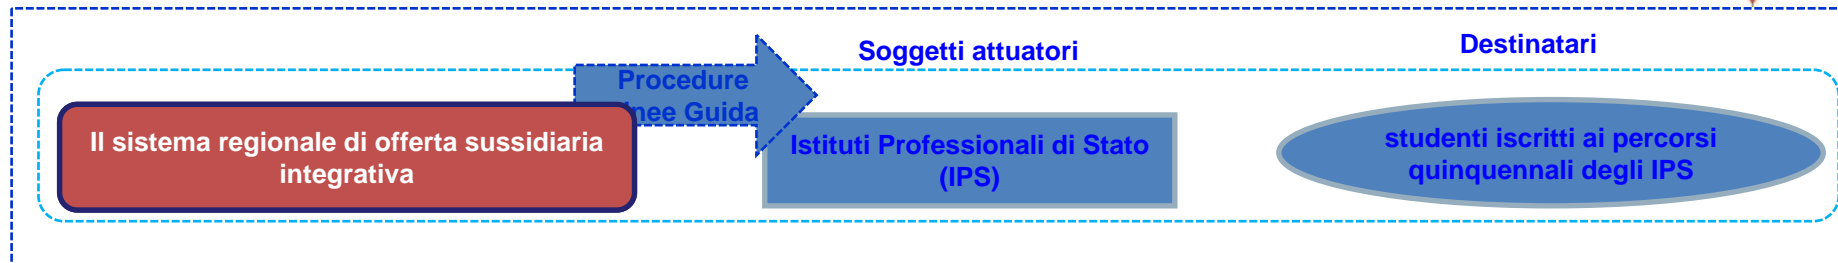 Soggetti attuatori
Destinatari
Procedure
Guida
Il sistema regionale di offerta sussidiaria
integrativa
Istituti Professionali di Stato
(IPS)
studenti iscritti ai percorsi
quinquennali degli IPS